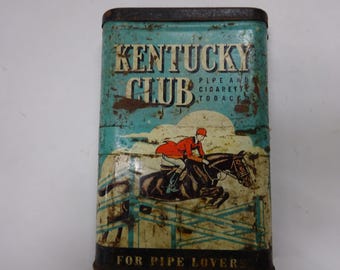 KENTUCKY
CLUB
PIPE AND
CIGARETTE
TOBACCO
FOR PIPE LOVERS